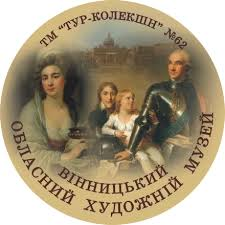 ТМ "ТУР-КОЛЕКШН" №62
ВІННИЦЬКИЙ
ОБЛАСНИЙ ХУДОЖНІЙ МУЗЕЙ